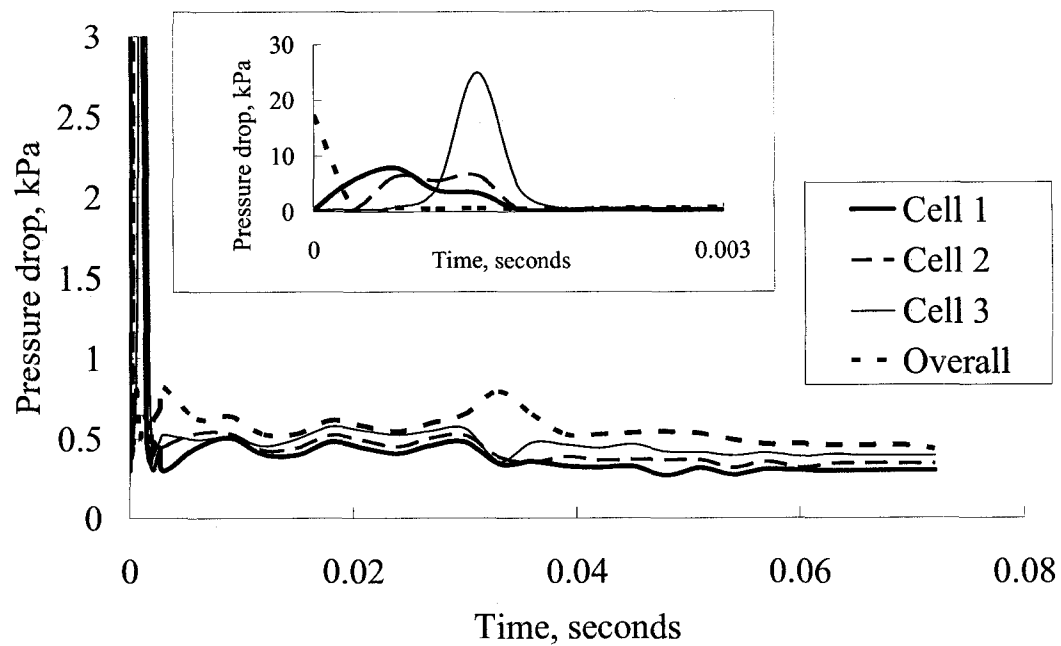 3
2.5
2
1.5
1
0.5
0
Pressure drop, kPa
0
0.02
0.04
0.06
0.08
Time, seconds
30
20
10
0
Pressure drop, kPa
0
0.003
Time, seconds
Cell 1
Cell 2
Cell 3
Overall